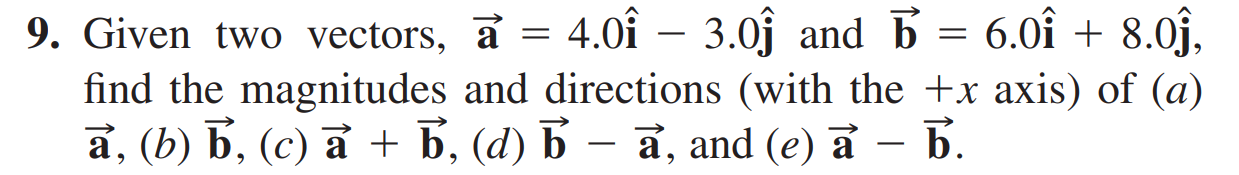 9. Given two vectors, a⃗ = 4.0î − 3.0ĵ and b⃗ = 6.0î + 8.0ĵ,
find the magnitudes and directions (with the +x axis) of (a)
a⃗, (b) b⃗, (c) a⃗ + b⃗, (d) b⃗ − a⃗, and (e) a⃗ − b⃗.